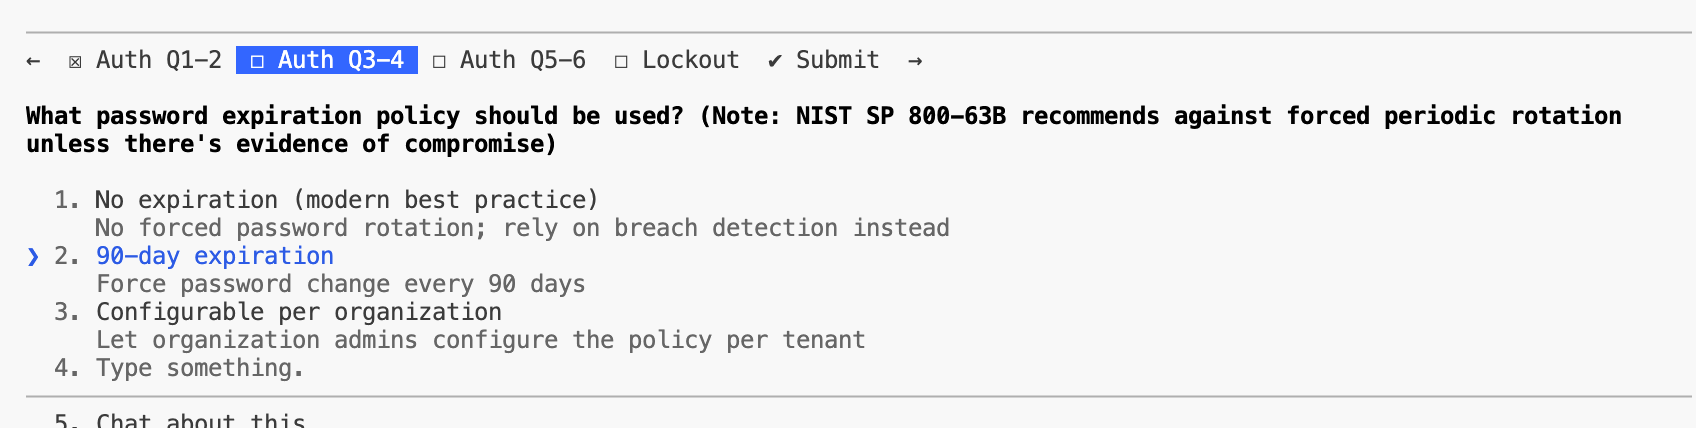 ← ☒ Auth Q1–2 ☐ Auth Q3–4 ☐ Auth Q5–6 ☐ Lockout ✔ Submit →
What password expiration policy should be used? (Note: NIST SP 800–63B recommends against forced periodic rotation
unless there's evidence of compromise)
1. No expiration (modern best practice)
No forced password rotation; rely on breach detection instead
❯ 2. 90–day expiration
Force password change every 90 days
3. Configurable per organization
Let organization admins configure the policy per tenant
4. Type something.
5. Chat about this